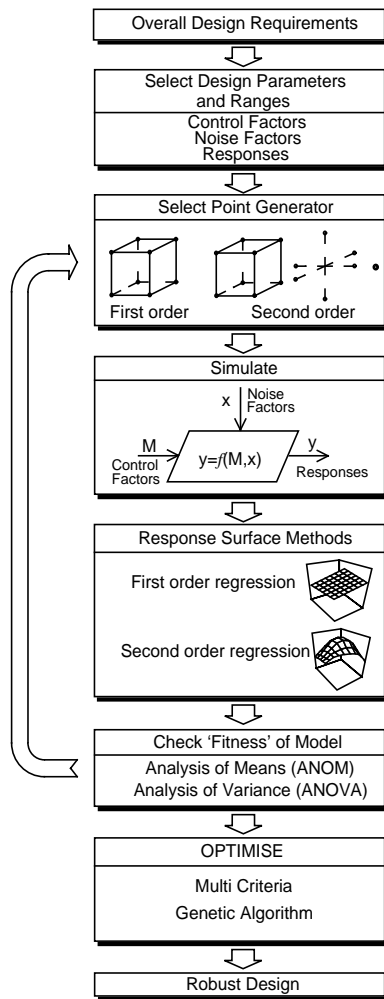 Overall Design Requirements
Select Design Parameters
and Ranges
Control Factors
Noise Factors
Responses
Select Point Generator
First order
Second order
Simulate
x
Noise
Factors
M
Control
Factors
y=f(M,x)
y
Responses
Response Surface Methods
First order regression
Second order regression
Check ‘Fitness’ of Model
Analysis of Means (ANOM)
Analysis of Variance (ANOVA)
OPTIMISE
Multi Criteria
Genetic Algorithm
Robust Design